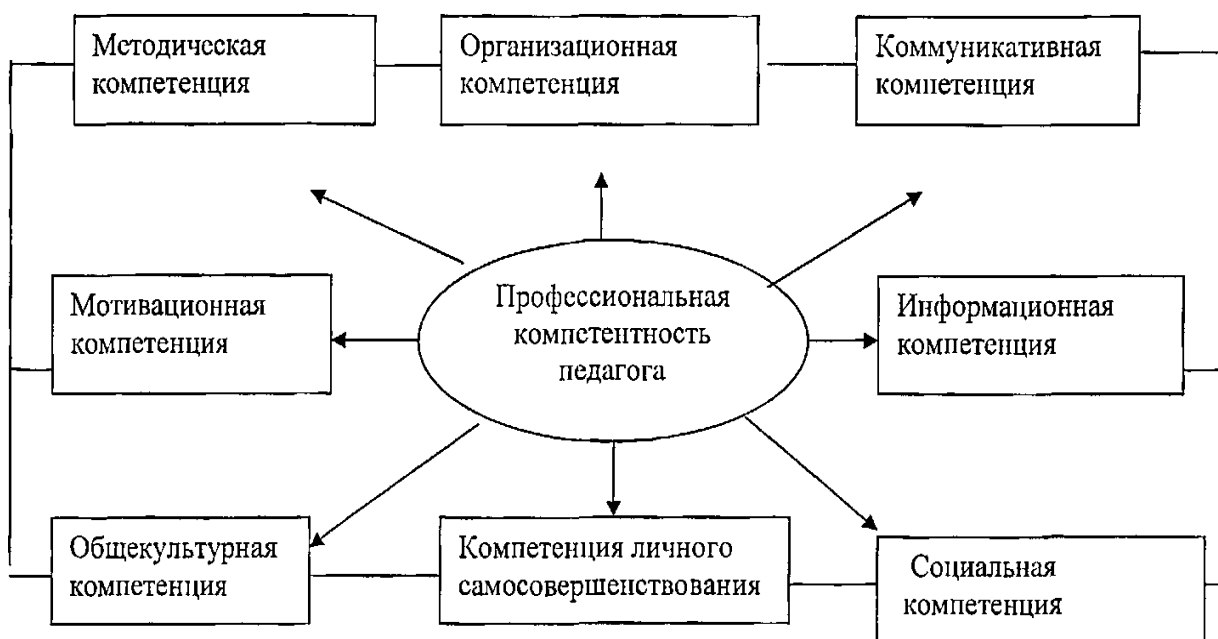 Методическая
компетенция
Организационная
компетенция
Коммуникативная
компетенция
Мотивационная
компетенция
Профессиональная
компетентность
педагога
Информационная
компетенция
Общекультурная
компетенция
Компетенция личного
самосовершенствования
Социальная
компетенция